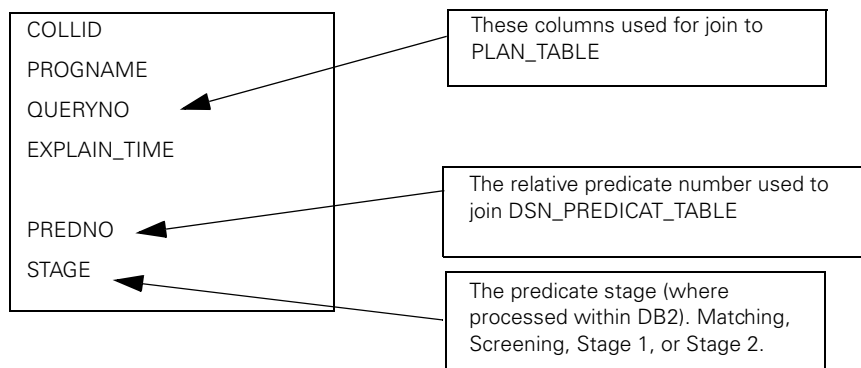 COLLID
PROGNAME
QUERYNO
EXPLAIN_TIME
PREDNO
STAGE
These columns used for join to
PLAN_TABLE
The relative predicate number used to
join DSN_PREDICAT_TABLE
The predicate stage (where
processed within DB2). Matching,
Screening, Stage 1, or Stage 2.